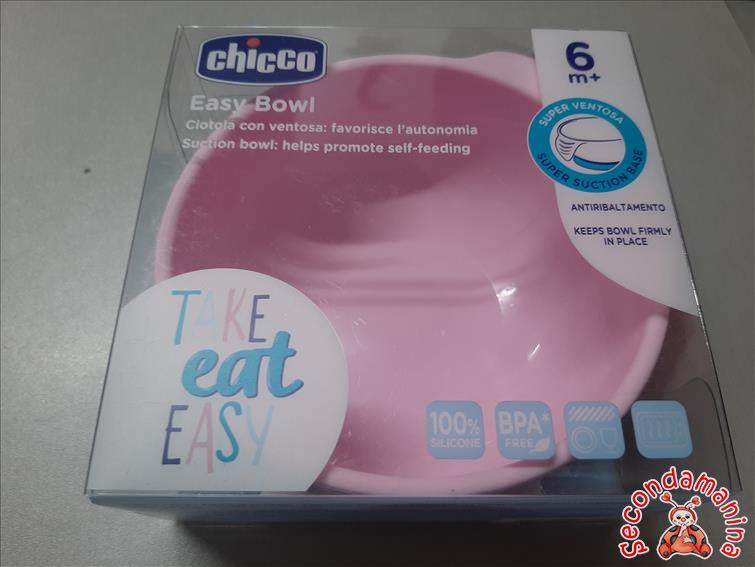 chicco
Easy Bowl
Ciotola con ventosa: favorisce l'autonomia
Suction bowl: helps promote self-feeding
6
m+
SUPER VENTOSA
SUPER SUCTION BASE
ANTIRIBALTAMENTO
KEEPS BOWL FIRMLY
IN PLACE
TAKE
eat
EASY
100%
SILICONE
BPA*
FREE
Secondamanina